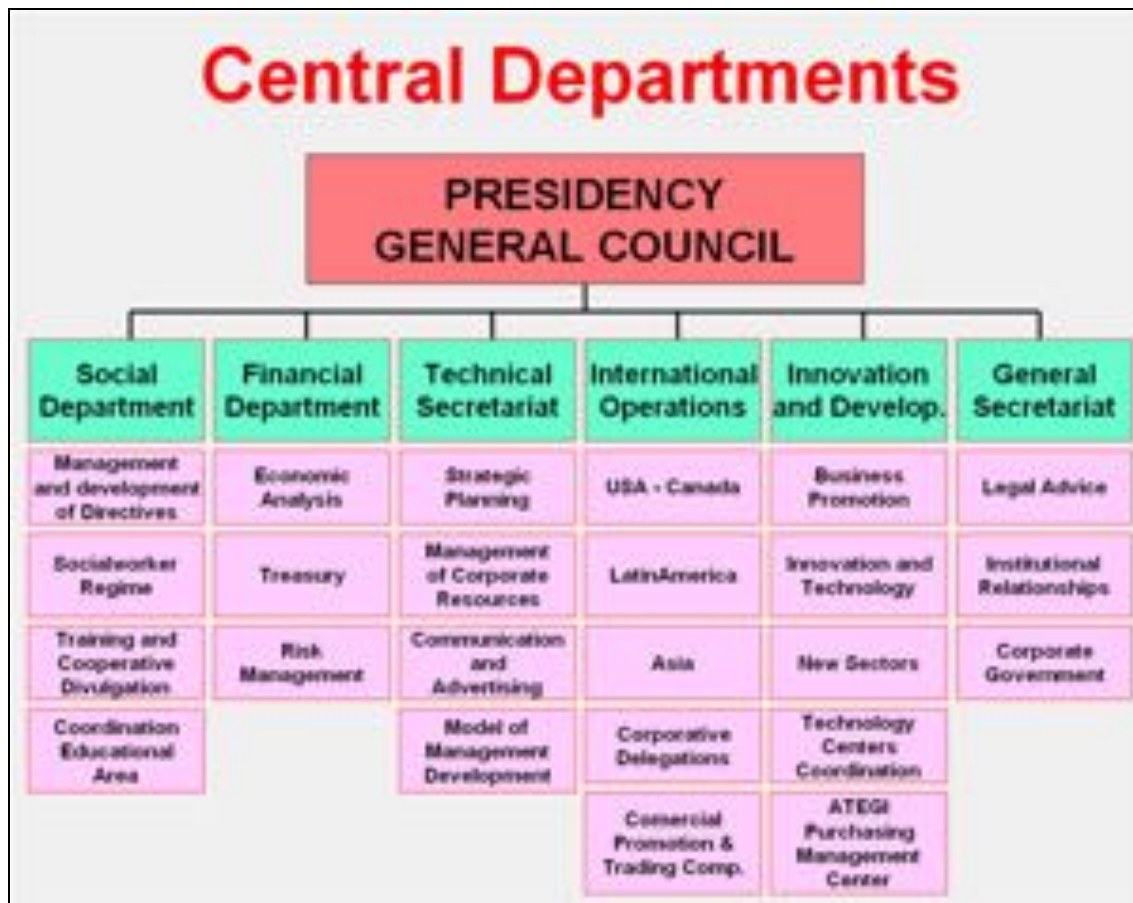 Central Departments
PRESIDENCY
GENERAL COUNCIL
Social
Department
Management
and development
of Directives
Socialworker
Regime
Training and
Cooperative
Divulgation
Coordination
Educational
Area
Financial
Department
Economic
Analysis
Treasury
Risk
Management
Technical
Secretariat
Strategic
Planning
Management
of Corporate
Resources
Communication
and
Advertising
Model of
Management
Development
International
Operations
USA - Canada
LatinAmerica
Asia
Corporative
Delegations
Comercial
Promotion &
Trading Comp.
Innovation
and Develop.
Business
Promotion
Innovation and
Technology
New Sectors
Technology
Centers
Coordination
ATEGI
Purchasing
Management
Center
General
Secretariat
Legal Advice
Institutional
Relationships
Corporate
Government